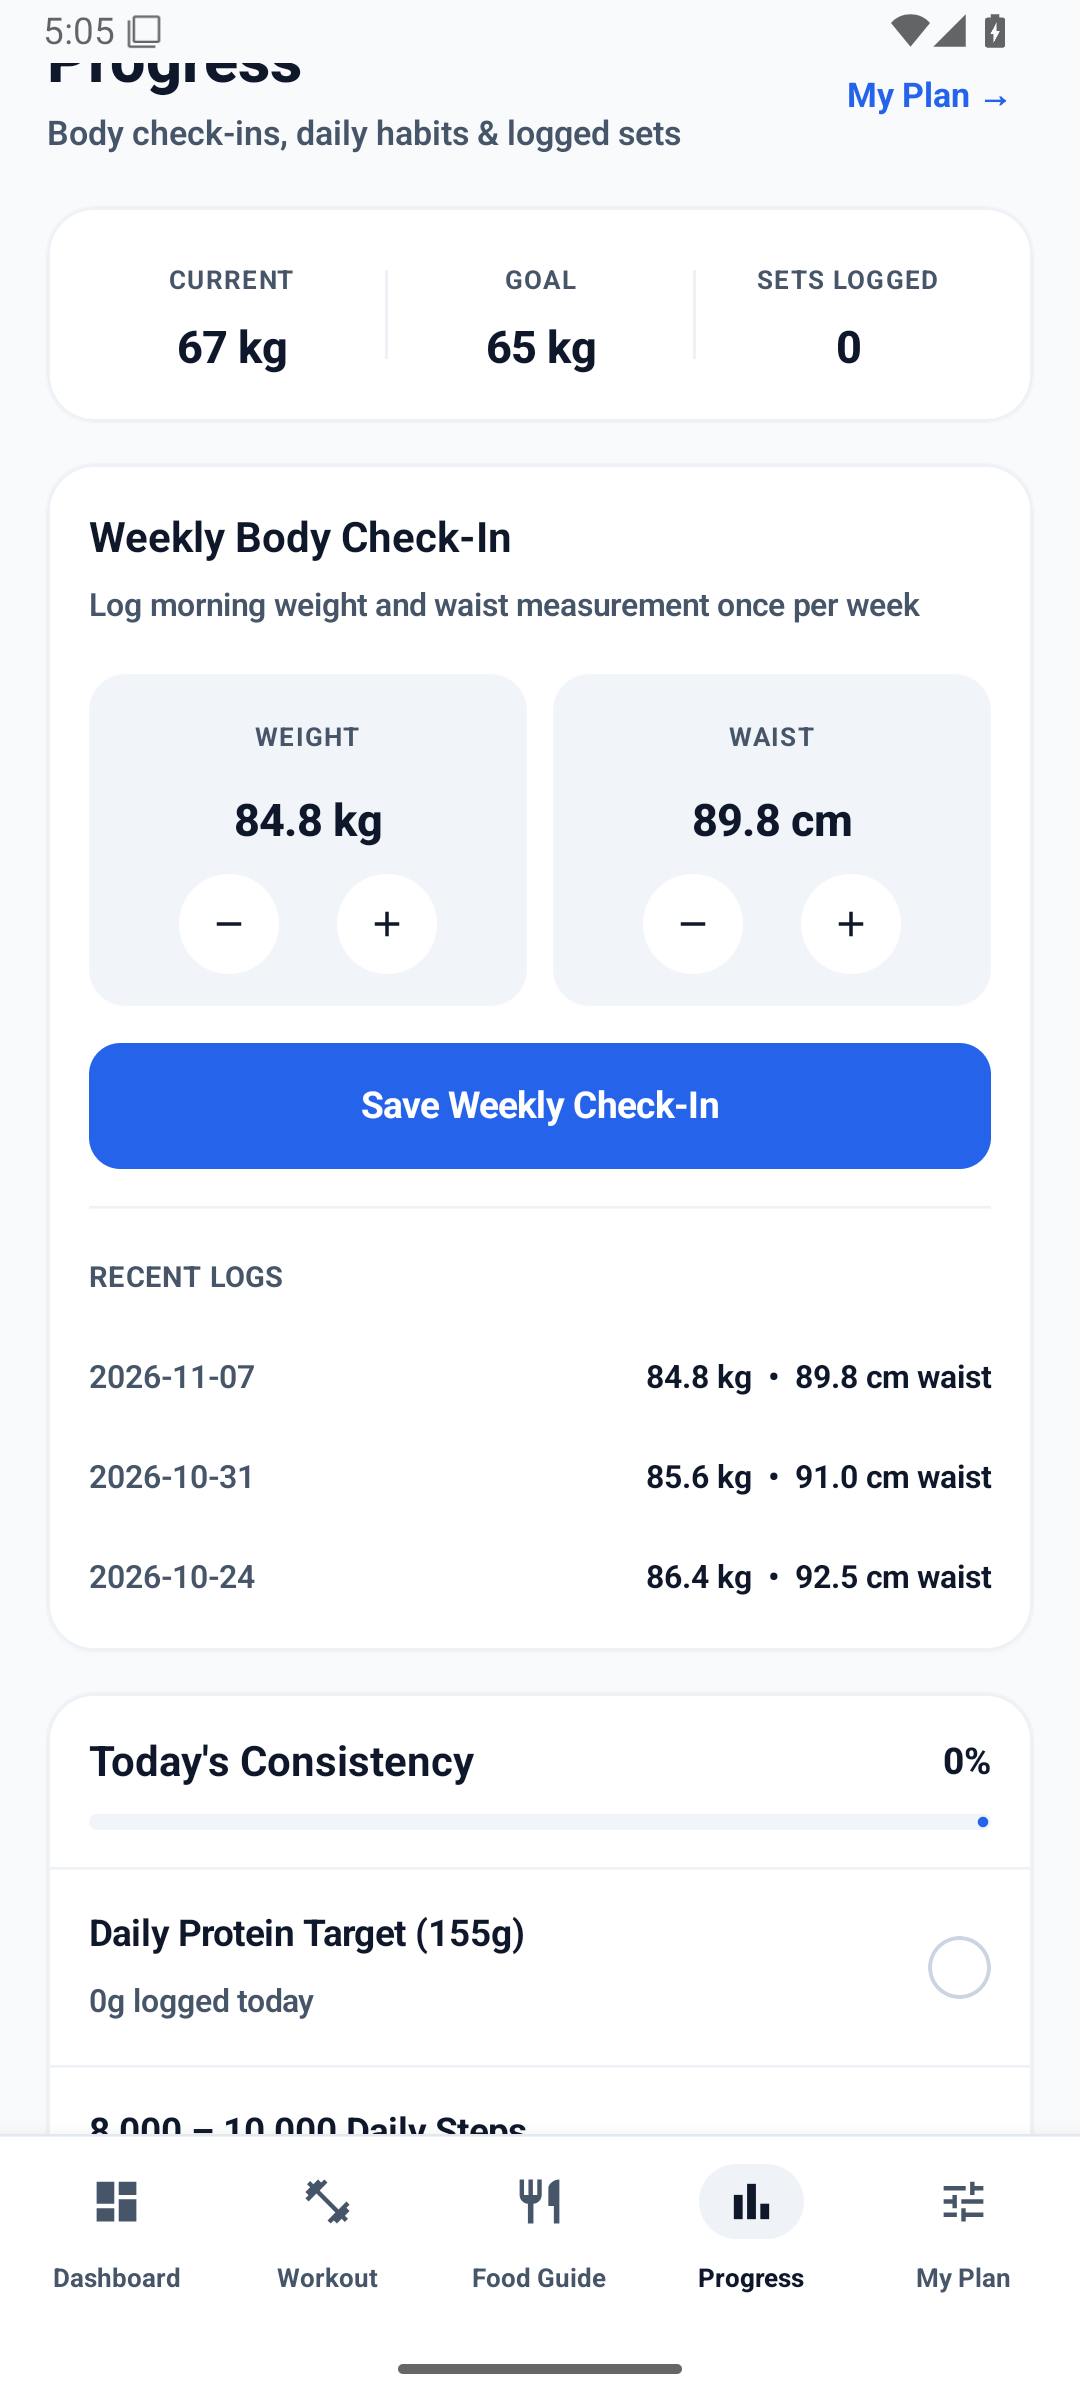 5:05
Progress
My Plan →
Body check-ins, daily habits & logged sets
CURRENT
67 kg
GOAL
65 kg
SETS LOGGED
0
Weekly Body Check-In
Log morning weight and waist measurement once per week
WEIGHT
84.8 kg
− +
WAIST
89.8 cm
− +
Save Weekly Check-In
RECENT LOGS
2026-11-07 84.8 kg • 89.8 cm waist
2026-10-31 85.6 kg • 91.0 cm waist
2026-10-24 86.4 kg • 92.5 cm waist
Today's Consistency 0%
Daily Protein Target (155g)
0g logged today
8,000 – 10,000 Daily Steps
Dashboard
Workout
Food Guide
Progress
My Plan